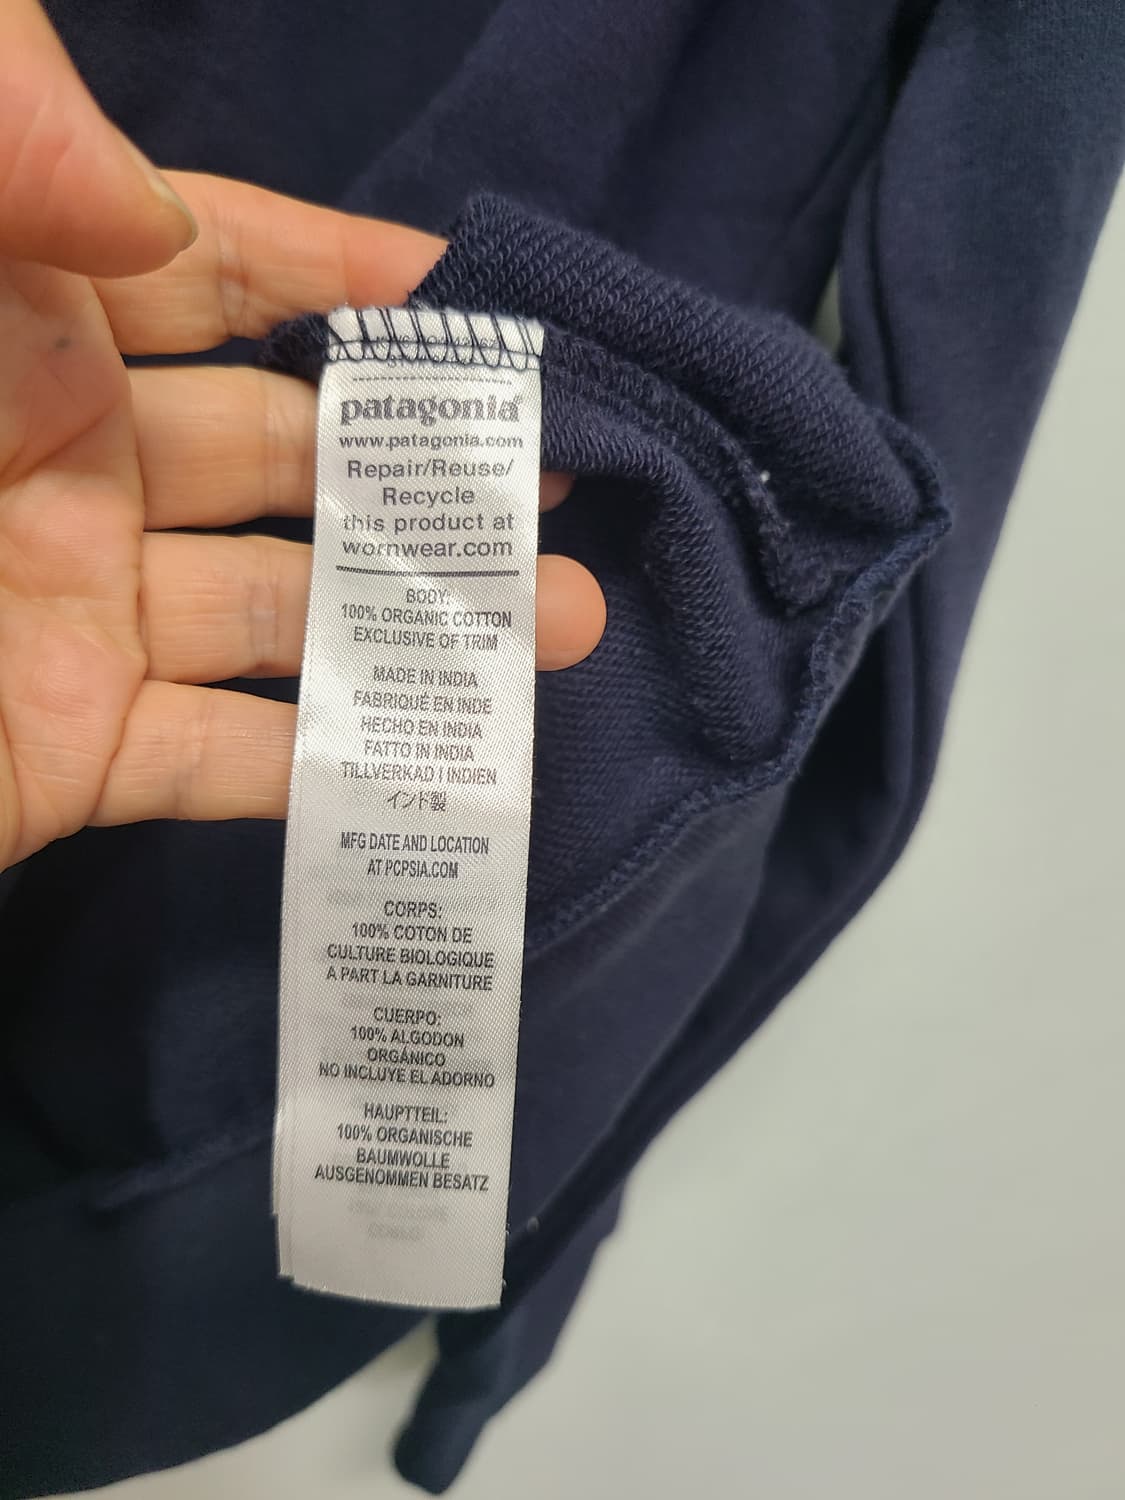 patagonia®
www.patagonia.com
Repair/Reuse/
Recycle
this product at
wornwear.com
BODY:
100% ORGANIC COTTON
EXCLUSIVE OF TRIM
MADE IN INDIA
FABRIQUÉ EN INDE
HECHO EN INDIA
FATTO IN INDIA
TILLVERKAD I INDIEN
インド製
MFG DATE AND LOCATION
AT PCPSIA.COM
CORPS:
100% COTON DE
CULTURE BIOLOGIQUE
A PART LA GARNITURE
CUERPO:
100% ALGODON
ORGÁNICO
NO INCLUYE EL ADORNO
HAUPTTEIL:
100% ORGANISCHE
BAUMWOLLE
AUSGENOMMEN BESATZ